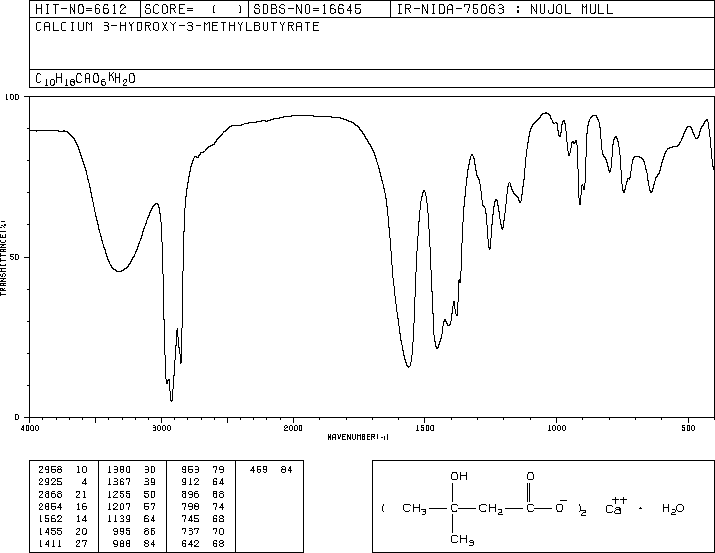 HIT-NO=6612 SCORE= ( ) SDBS-NO=16645 IR-NIDA-75063 : NUJOL MULL
CALCIUM 3-HYDROXY-3-METHYLBUTYRATE
C10H18CAO6·H2O
100
50
0
TRANSMITTANCE(%)
4000 3000 2000 1500 1000 500
WAVENUMBER(-1)
2968 10 1380 30 953 79 469 84
2925 4 1367 39 912 64
2868 21 1255 50 896 68
2854 16 1207 57 798 74
1562 14 1139 64 745 68
1455 20 995 86 737 70
1411 27 988 84 642 68
OH O
( CH3 C CH2 C O− )2 Ca++ · H2O
CH3